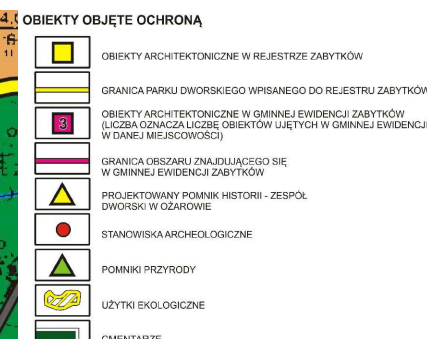 OBIEKTY OBJĘTE OCHRONĄ
OBIEKTY ARCHITEKTONICZNE W REJESTRZE ZABYTKÓW
GRANICA PARKU DWORSKIEGO WPISANEGO DO REJESTRU ZABYTKÓW
3
OBIEKTY ARCHITEKTONICZNE W GMINNEJ EWIDENCJI ZABYTKÓW
(LICZBA OZNACZA LICZBĘ OBIEKTÓW UJĘTYCH W GMINNEJ EWIDENCJI
W DANEJ MIEJSCOWOŚCI)
GRANICA OBSZARU ZNAJDUJĄCEGO SIĘ
W GMINNEJ EWIDENCJI ZABYTKÓW
PROJEKTOWANY POMNIK HISTORII - ZESPÓŁ
DWORSKI W OŻAROWIE
STANOWISKA ARCHEOLOGICZNE
POMNIKI PRZYRODY
UŻYTKI EKOLOGICZNE
CMENTARZE